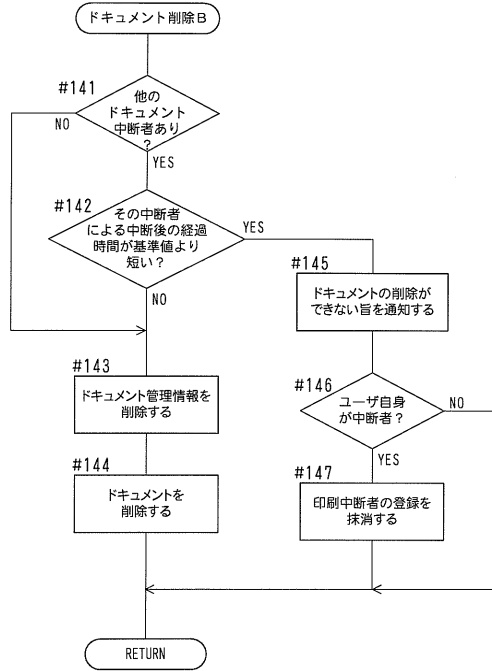 ドキュメント削除B
#141
他の
ドキュメント
中断者あり
?
NO
YES
#142
その中断者
による中断後の経過
時間が基準値より
短い？
YES
NO
#145
ドキュメントの削除が
できない旨を通知する
#146
ユーザ自身
が中断者？
NO
YES
#147
印刷中断者の登録を
抹消する
#143
ドキュメント管理情報を
削除する
#144
ドキュメントを
削除する
RETURN